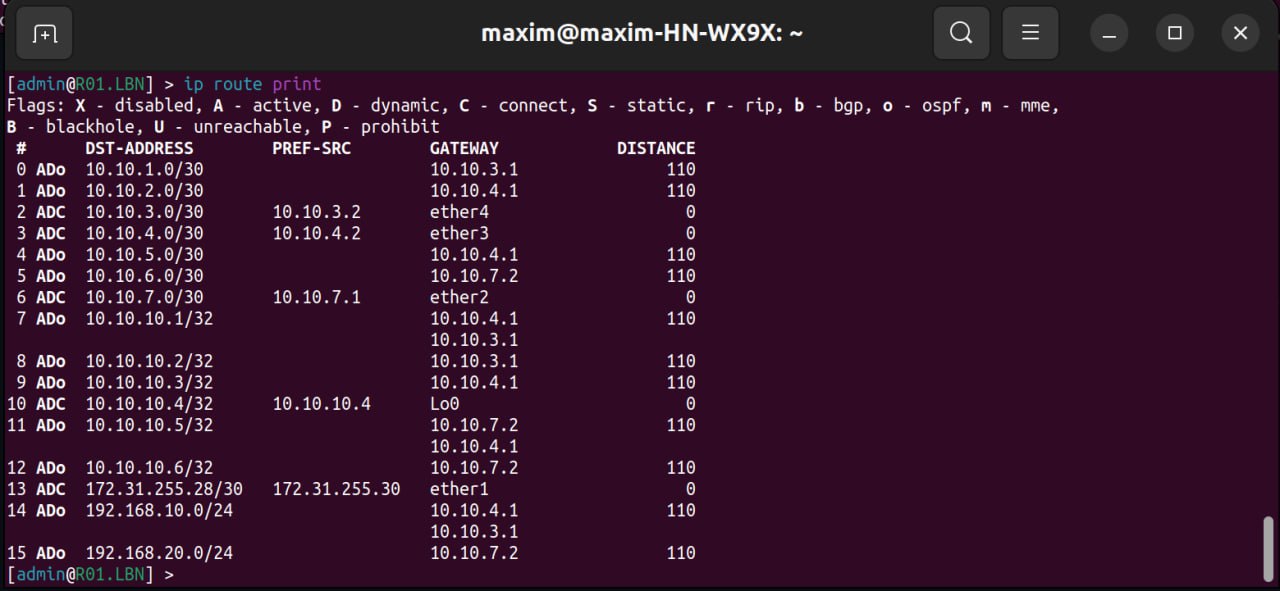 maxim@maxim-HN-WX9X: ~
[admin@R01.LBN] > ip route print
Flags: X - disabled, A - active, D - dynamic, C - connect, S - static, r - rip, b - bgp, o - ospf, m - mme,
B - blackhole, U - unreachable, P - prohibit
 #      DST-ADDRESS        PREF-SRC        GATEWAY            DISTANCE
 0 ADo  10.10.1.0/30                       10.10.3.1               110
 1 ADo  10.10.2.0/30                       10.10.4.1               110
 2 ADC  10.10.3.0/30       10.10.3.2       ether4                    0
 3 ADC  10.10.4.0/30       10.10.4.2       ether3                    0
 4 ADo  10.10.5.0/30                       10.10.4.1               110
 5 ADo  10.10.6.0/30                       10.10.7.2               110
 6 ADC  10.10.7.0/30       10.10.7.1       ether2                    0
 7 ADo  10.10.10.1/32                      10.10.4.1               110
                                           10.10.3.1
 8 ADo  10.10.10.2/32                      10.10.3.1               110
 9 ADo  10.10.10.3/32                      10.10.4.1               110
10 ADC  10.10.10.4/32      10.10.10.4      Lo0                       0
11 ADo  10.10.10.5/32                      10.10.7.2               110
                                           10.10.4.1
12 ADo  10.10.10.6/32                      10.10.7.2               110
13 ADC  172.31.255.28/30   172.31.255.30   ether1                    0
14 ADo  192.168.10.0/24                    10.10.4.1               110
                                           10.10.3.1
15 ADo  192.168.20.0/24                    10.10.7.2               110
[admin@R01.LBN] >